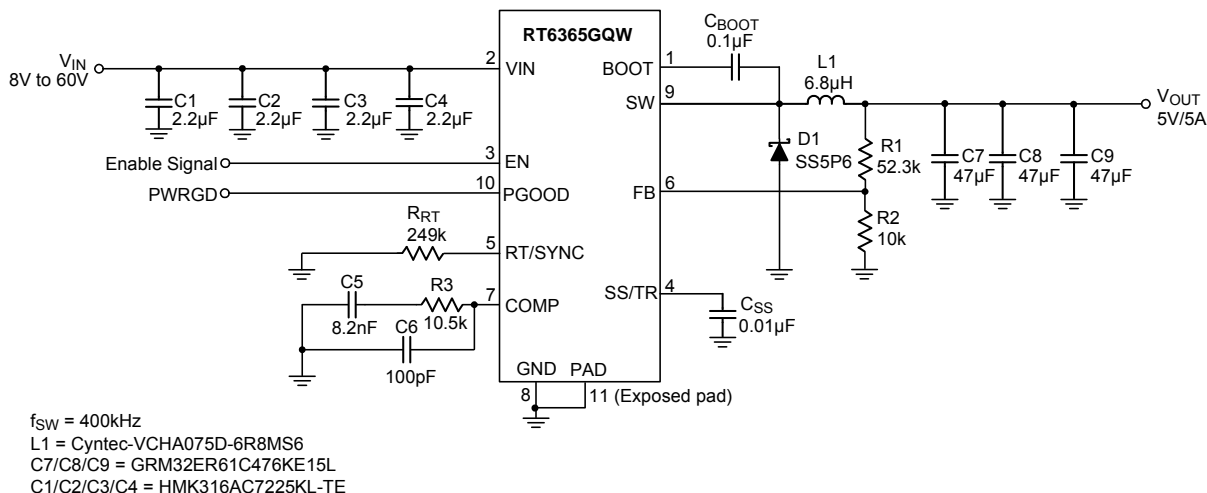 RT6365GQW
VIN
8V to 60V
2
VIN
C1
2.2µF
C2
2.2µF
C3
2.2µF
C4
2.2µF
Enable Signal
3
EN
PWRGD
10
PGOOD
RRT
249k
5
RT/SYNC
C5
8.2nF
R3
10.5k
7
COMP
C6
100pF
GND
PAD
8
11 (Exposed pad)
BOOT
1
CBOOT
0.1µF
SW
9
L1
6.8µH
VOUT
5V/5A
D1
SS5P6
R1
52.3k
C7
47µF
C8
47µF
C9
47µF
FB
6
R2
10k
SS/TR
4
CSS
0.01µF
fSW = 400kHz
L1 = Cyntec-VCHA075D-6R8MS6
C7/C8/C9 = GRM32ER61C476KE15L
C1/C2/C3/C4 = HMK316AC7225KL-TE